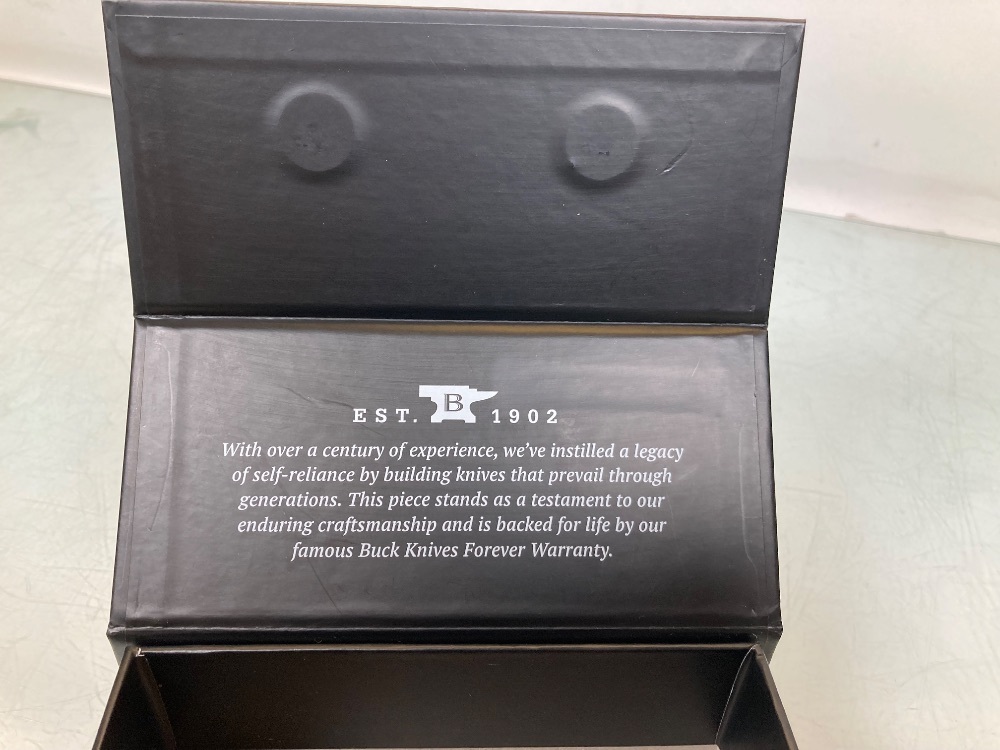 EST. B 1902
With over a century of experience, we've instilled a legacy
of self-reliance by building knives that prevail through
generations. This piece stands as a testament to our
enduring craftsmanship and is backed for life by our
famous Buck Knives Forever Warranty.